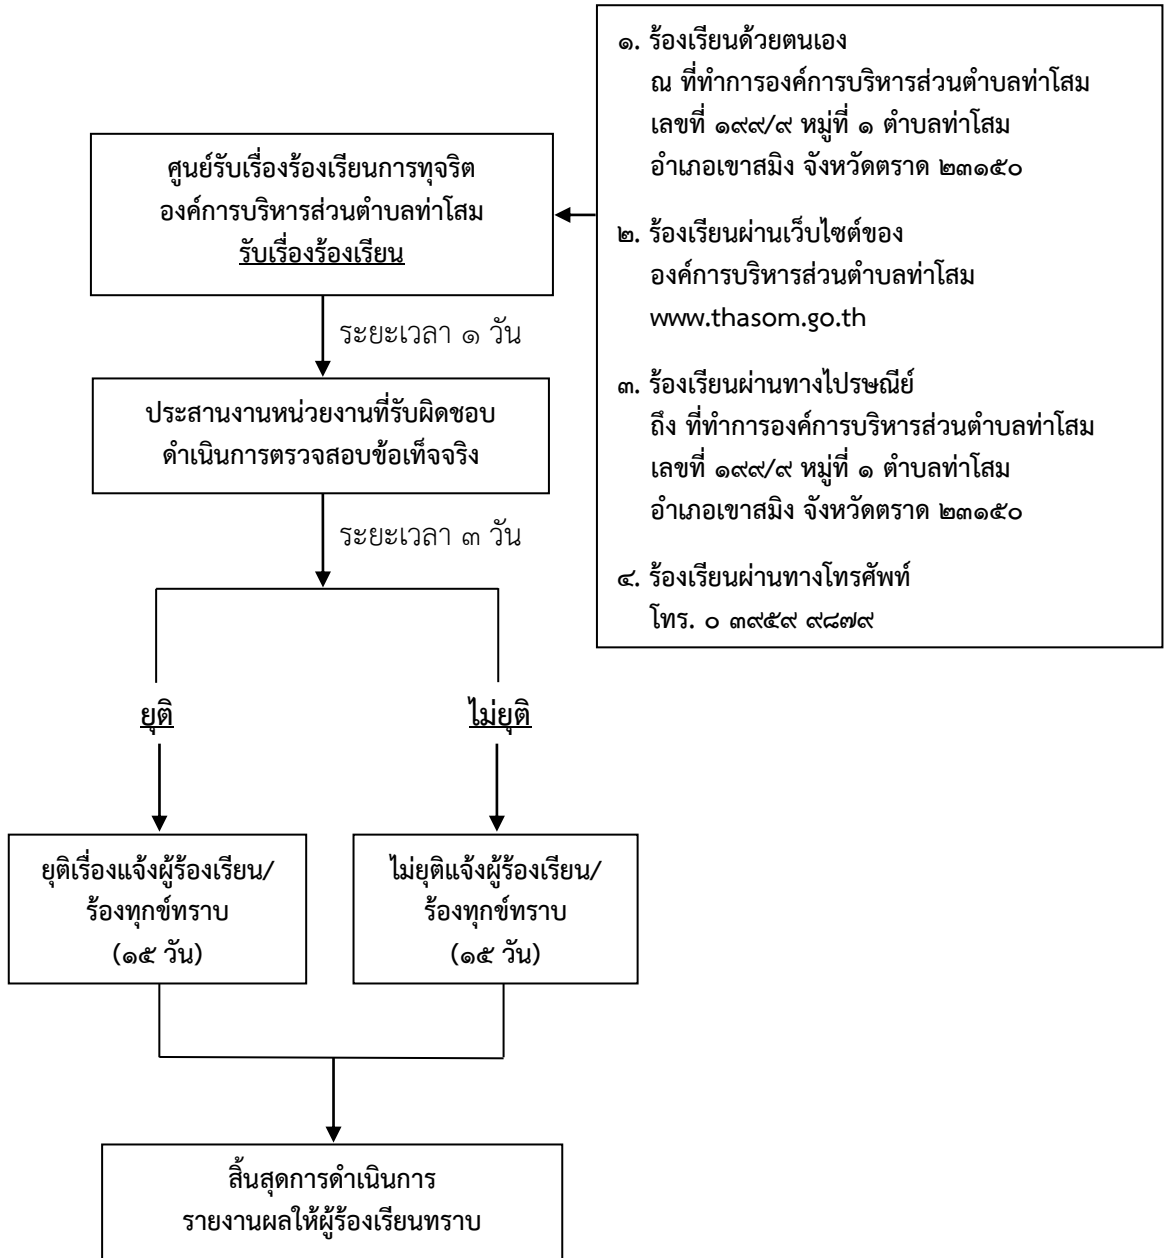 ๑. ร้องเรียนด้วยตนเอง
ณ ที่ทำการองค์การบริหารส่วนตำบลท่าโสม
เลขที่ ๑๙๙/๙ หมู่ที่ ๑ ตำบลท่าโสม
อำเภอเขาสมิง จังหวัดตราด ๒๓๑๕๐
๒. ร้องเรียนผ่านเว็บไซต์ของ
องค์การบริหารส่วนตำบลท่าโสม
www.thasom.go.th
๓. ร้องเรียนผ่านทางไปรษณีย์
ถึง ที่ทำการองค์การบริหารส่วนตำบลท่าโสม
เลขที่ ๑๙๙/๙ หมู่ที่ ๑ ตำบลท่าโสม
อำเภอเขาสมิง จังหวัดตราด ๒๓๑๕๐
๔. ร้องเรียนผ่านทางโทรศัพท์
โทร. ๐ ๓๙๕๙ ๙๘๗๙
ศูนย์รับเรื่องร้องเรียนการทุจริต
องค์การบริหารส่วนตำบลท่าโสม
รับเรื่องร้องเรียน
ระยะเวลา ๑ วัน
ประสานงานหน่วยงานที่รับผิดชอบ
ดำเนินการตรวจสอบข้อเท็จจริง
ระยะเวลา ๓ วัน
ยุติ
ไม่ยุติ
ยุติเรื่องแจ้งผู้ร้องเรียน/
ร้องทุกข์ทราบ
(๑๕ วัน)
ไม่ยุติแจ้งผู้ร้องเรียน/
ร้องทุกข์ทราบ
(๑๕ วัน)
สิ้นสุดการดำเนินการ
รายงานผลให้ผู้ร้องเรียนทราบ